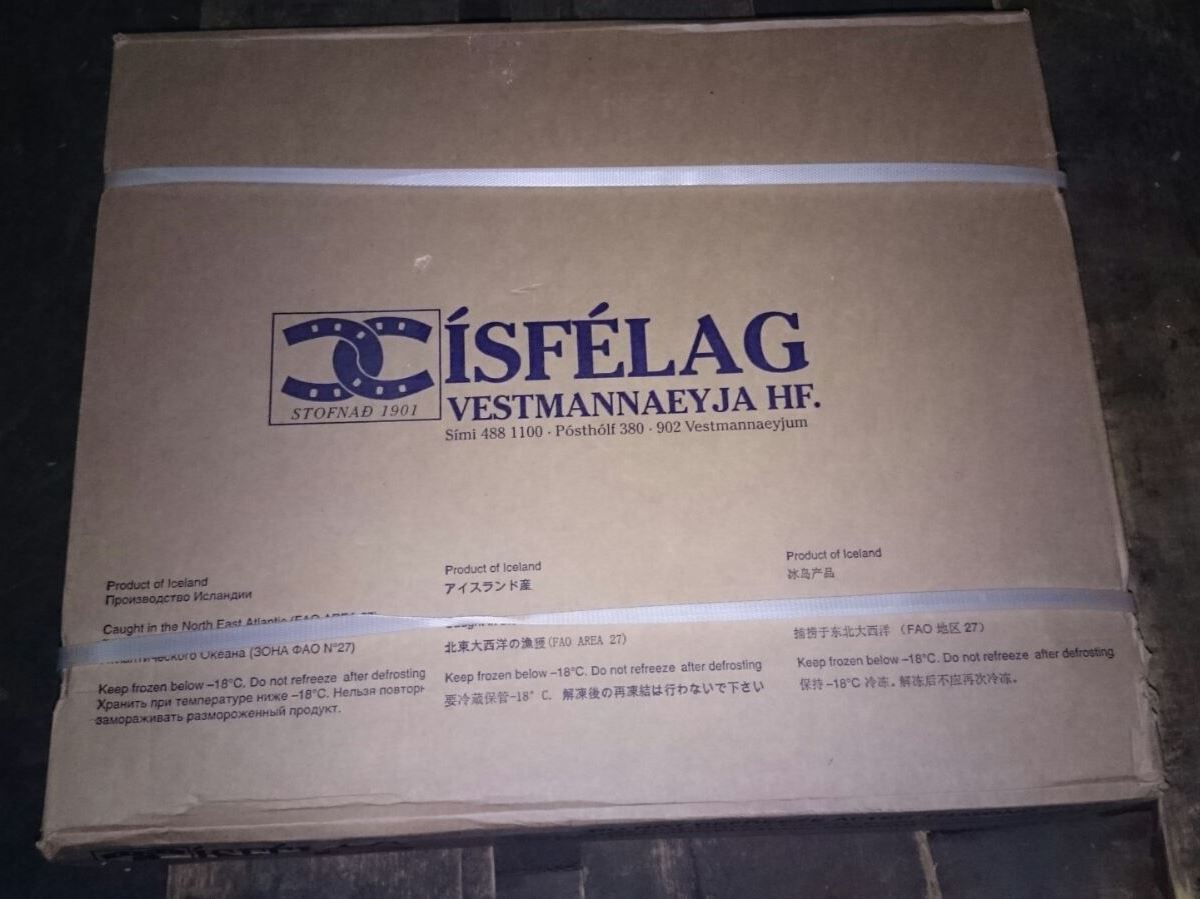 ÍSFÉLAG
VESTMANNAEYJA HF.
STOFNAÐ 1901
Sími 488 1100 · Pósthólf 380 · 902 Vestmannaeyjum
Product of Iceland
Производство Исландии
Caught in the North East Atlantic (FAO AREA 27)
Океана (ЗОНА ФАО N°27)
Keep frozen below –18°C. Do not refreeze after defrosting
Хранить при температуре ниже –18°C. Нельзя повторн
замораживать размороженный продукт.
Product of Iceland
アイスランド産
北東大西洋の漁獲(FAO AREA 27)
Keep frozen below –18°C. Do not refreeze after defrosting
要冷蔵保管-18° C. 解凍後の再凍結は行わないで下さい
Product of Iceland
冰岛产品
捕捞于东北大西洋 (FAO 地区 27)
Keep frozen below –18°C. Do not refreeze after defrosting
保持 -18°C 冷冻. 解冻后不应再次冷冻.